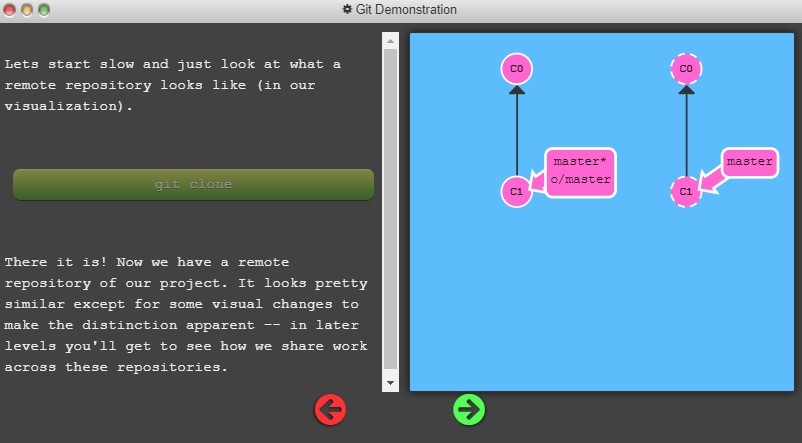 Git Demonstration
Lets start slow and just look at what a
remote repository looks like (in our
visualization).
git clone
There it is! Now we have a remote
repository of our project. It looks pretty
similar except for some visual changes to
make the distinction apparent -- in later
levels you'll get to see how we share work
across these repositories.
C0
C0
master*
o/master
master
C1
C1